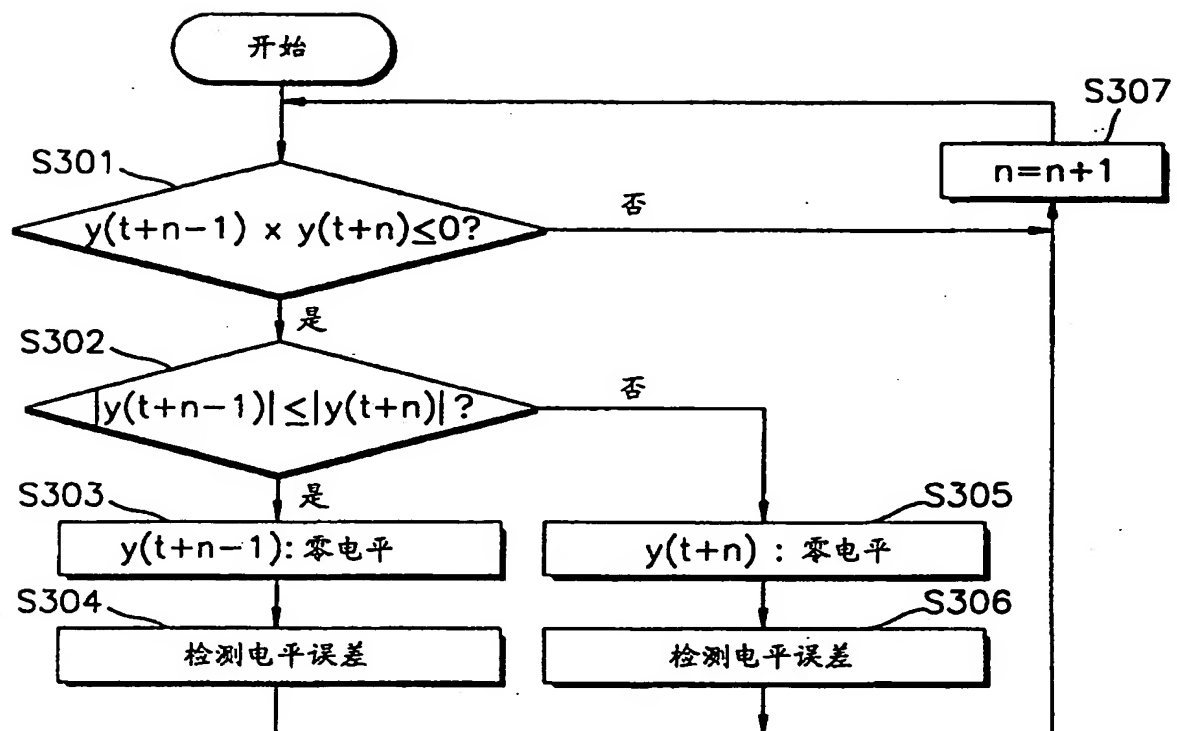 开始
S307
n=n+1
S301
y(t+n-1) x y(t+n)≤0?
否
是
S302
|y(t+n-1)|≤|y(t+n)|?
否
是
S303
y(t+n-1):零电平
S305
y(t+n) : 零电平
S304
检测电平误差
S306
检测电平误差